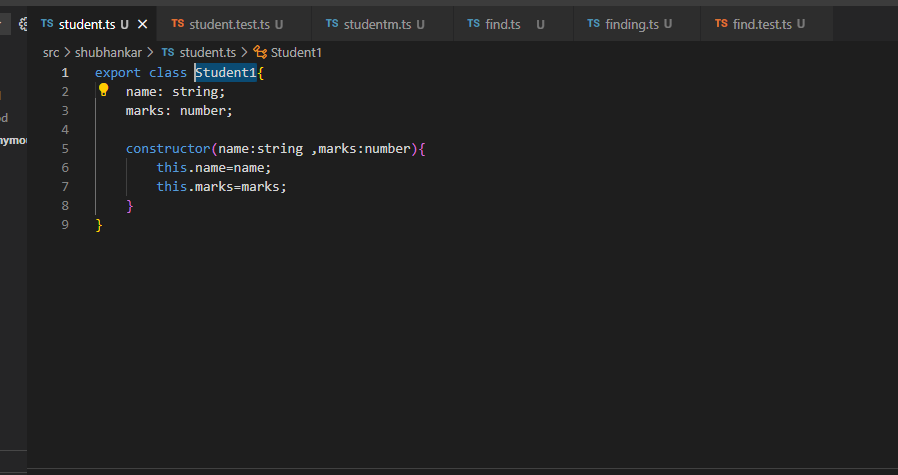 TS student.ts U × TS student.test.ts U TS studentm.ts U TS find.ts U TS finding.ts U TS find.test.ts U
src > shubhankar > TS student.ts > Student1
1 export class Student1{
2 name: string;
3 marks: number;
4
5 constructor(name:string ,marks:number){
6 this.name=name;
7 this.marks=marks;
8 }
9 }